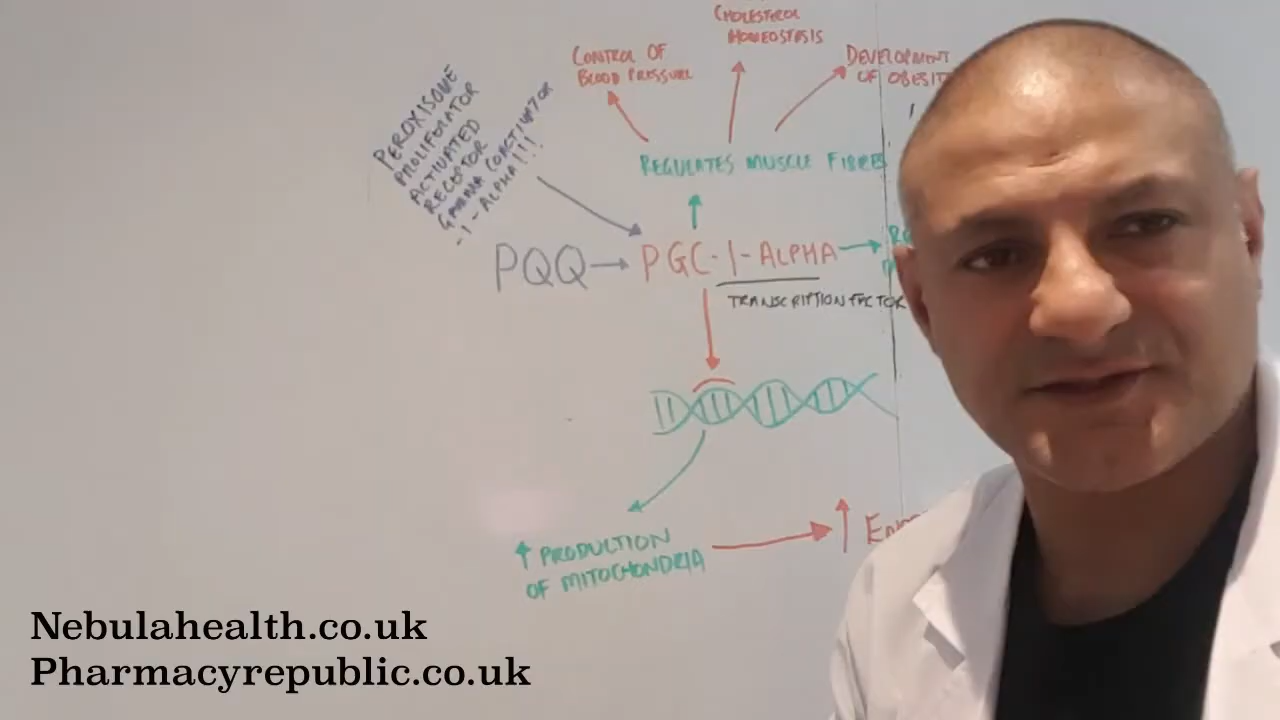 CHOLESTEROL
HOMEOSTASIS
CONTROL OF
BLOOD PRESSURE
DEVELOPMENT
OF OBESIT
PEROXISOME
PROLIFERATOR
ACTIVATED
RECEPTOR
GAMMA COACTIVATOR
-1-ALPHA!!!
REGULATES MUSCLE FIBRES
PQQ → PGC-1-ALPHA →
TRANSCRIPTION FACTOR
↑ PRODUCTION
OF MITOCHONDRIA
Nebulahealth.co.uk
Pharmacyrepublic.co.uk